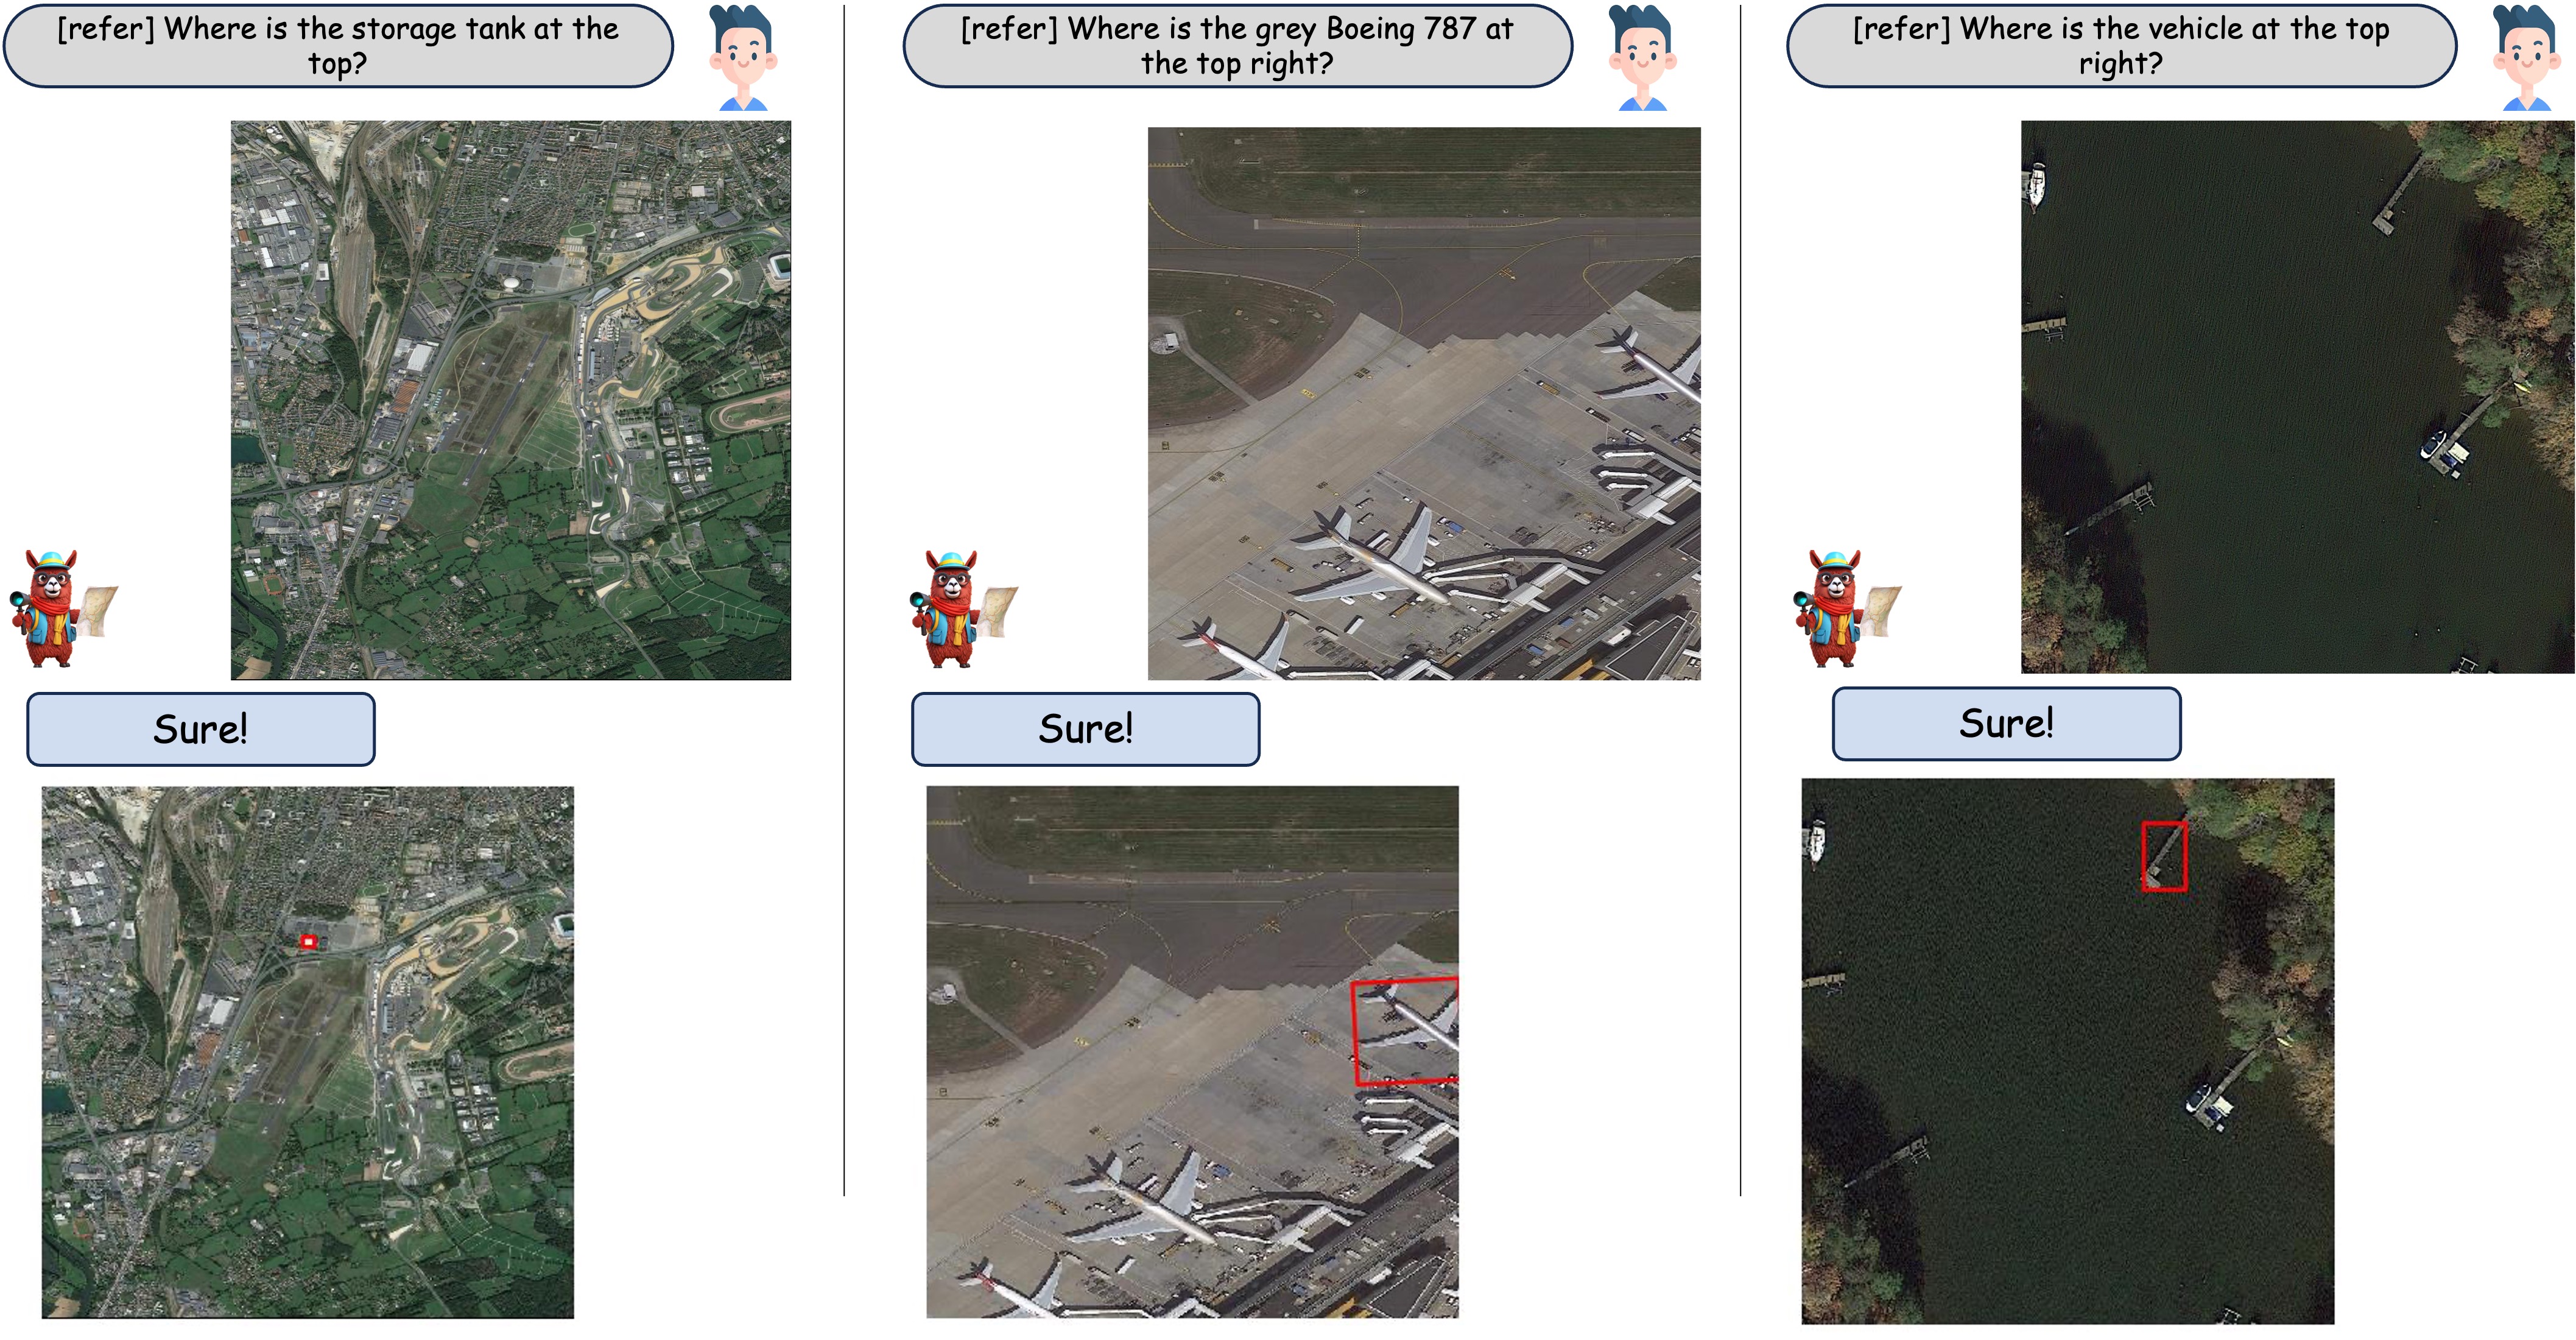 [refer] Where is the storage tank at the
top?
[refer] Where is the grey Boeing 787 at
the top right?
[refer] Where is the vehicle at the top
right?
Sure!
Sure!
Sure!